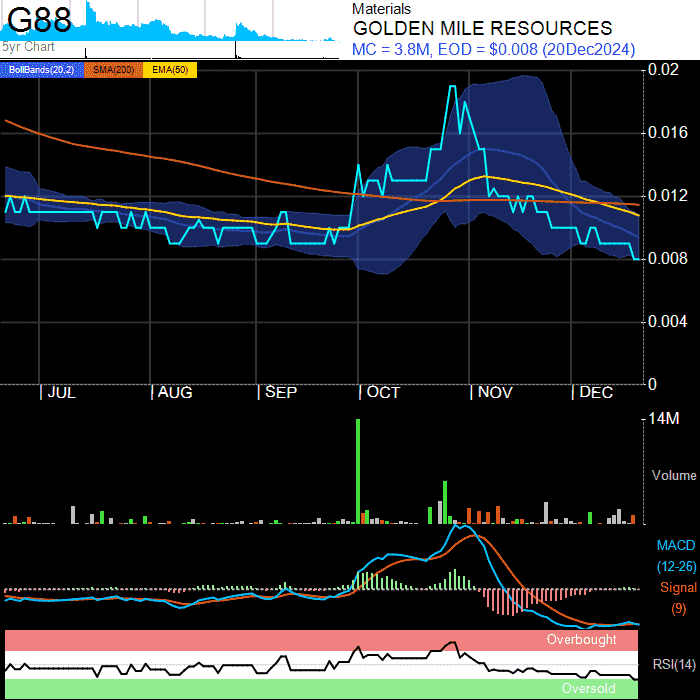 G88
5yr Chart
Materials
GOLDEN MILE RESOURCES
MC = 3.8M, EOD = $0.008 (20Dec2024)
BollBands(20,2) SMA(200) EMA(50)
0.02
0.016
0.012
0.008
0.004
0
JUL AUG SEP OCT NOV DEC
14M
Volume
MACD
(12-26)
Signal
(9)
Overbought
RSI(14)
Oversold